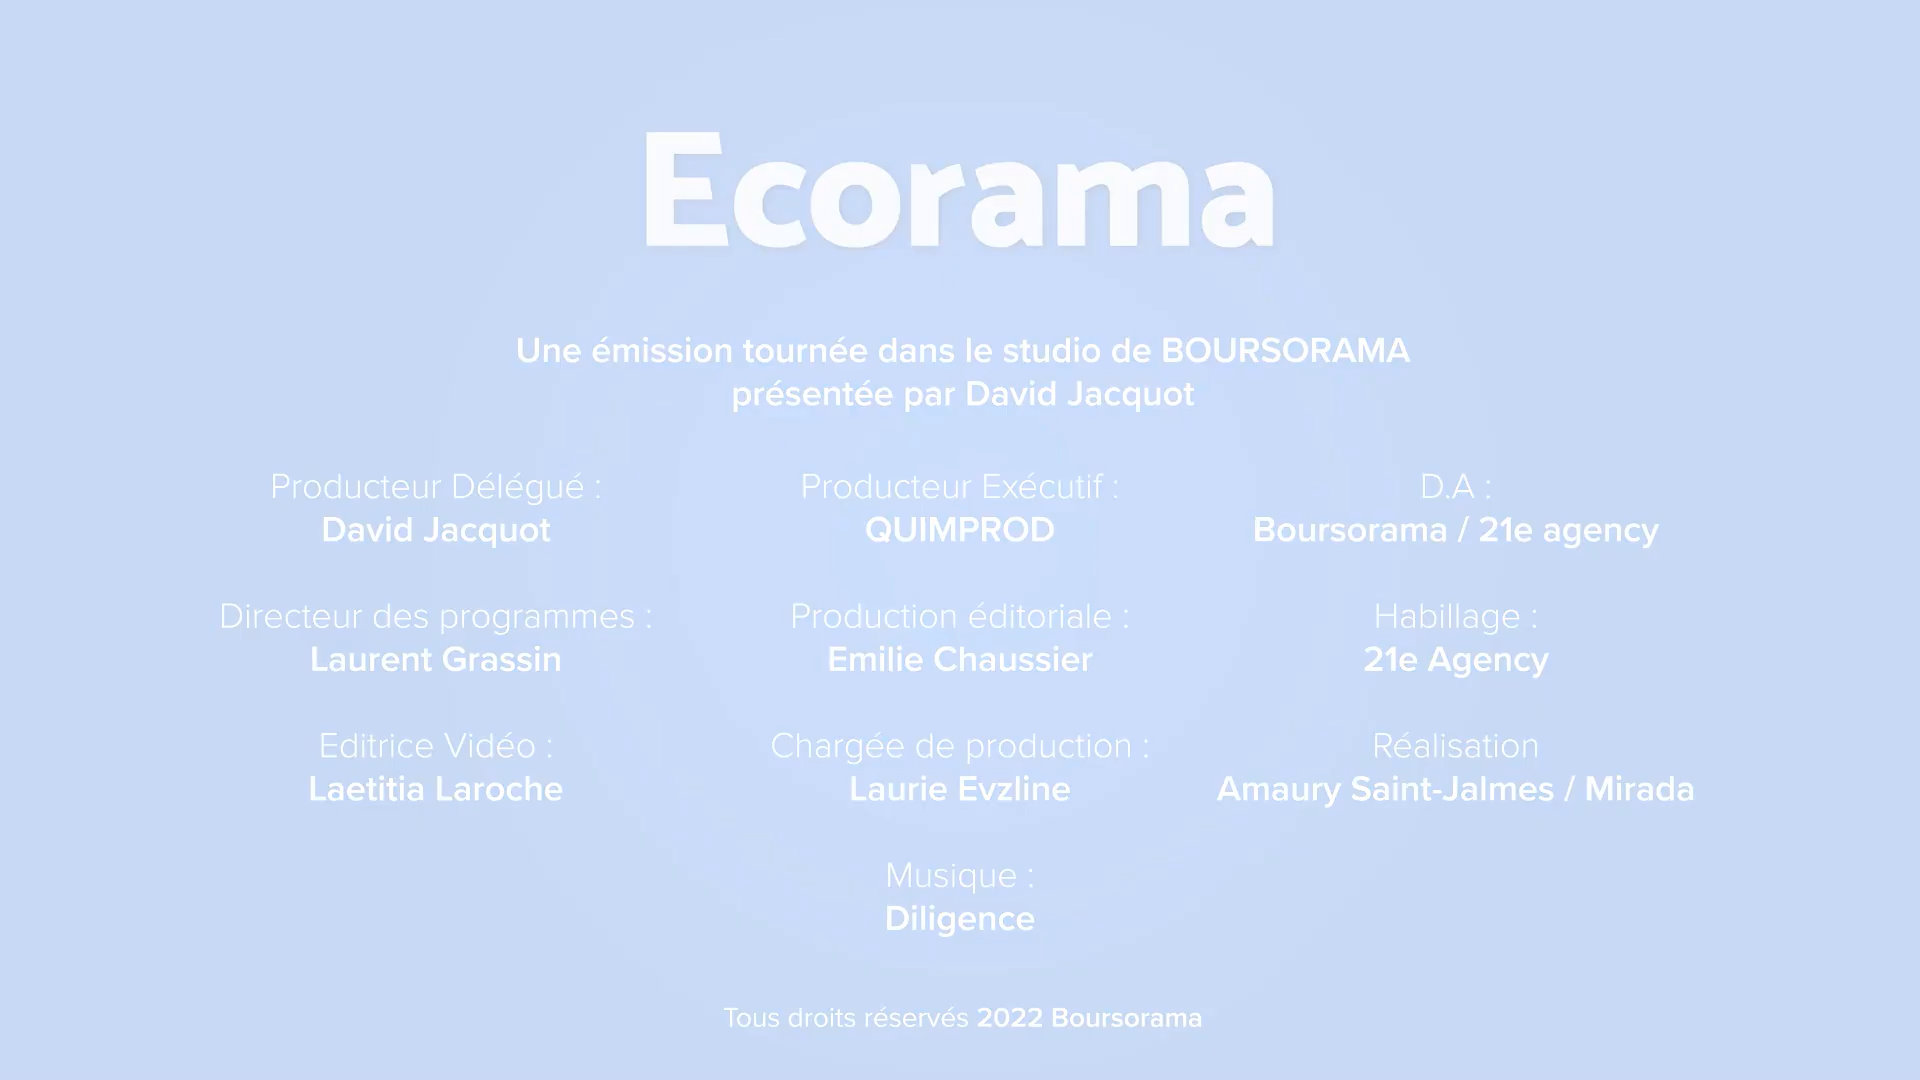 Ecorama
Une émission tournée dans le studio de BOURSORAMA
présentée par David Jacquot
Producteur Délégué :
David Jacquot
Producteur Exécutif :
QUIMPROD
D.A :
Boursorama / 21e agency
Directeur des programmes :
Laurent Grassin
Production éditoriale :
Emilie Chaussier
Habillage :
21e Agency
Editrice Vidéo :
Laetitia Laroche
Chargée de production :
Laurie Evzline
Réalisation
Amaury Saint-Jalmes / Mirada
Musique :
Diligence
Tous droits réservés 2022 Boursorama